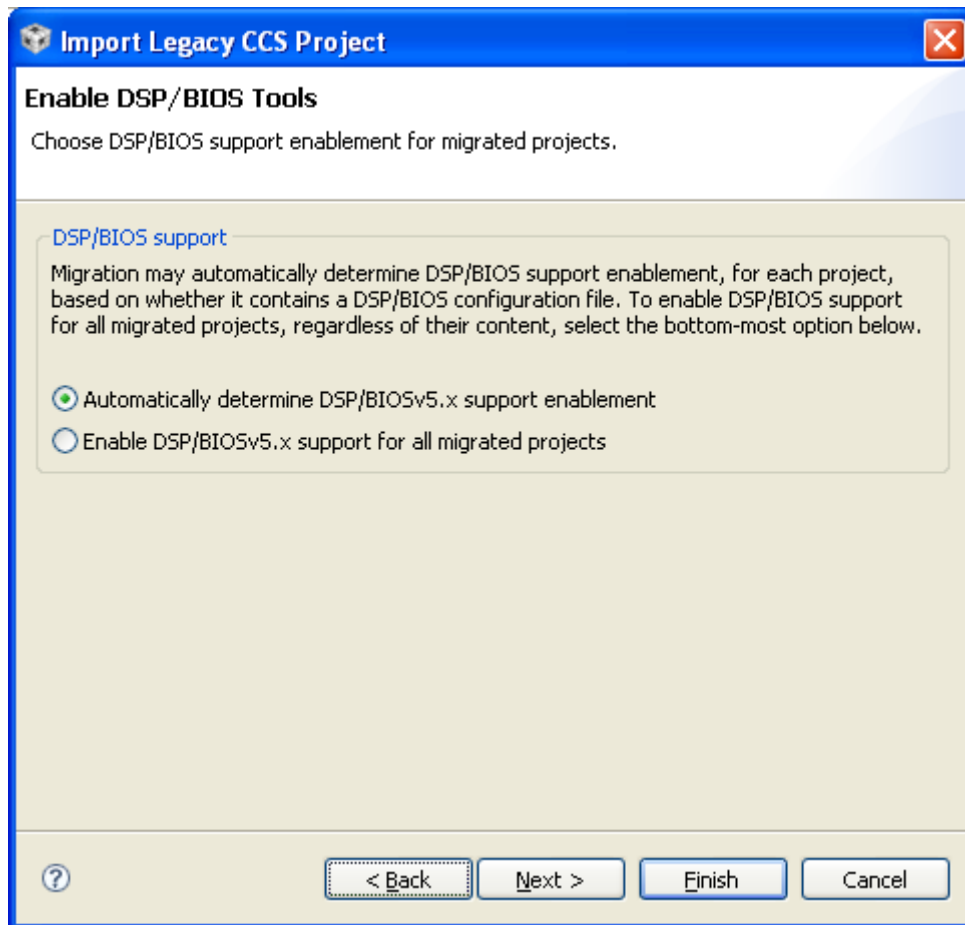 Import Legacy CCS Project
Enable DSP/BIOS Tools
Choose DSP/BIOS support enablement for migrated projects.
DSP/BIOS support
Migration may automatically determine DSP/BIOS support enablement, for each project,
based on whether it contains a DSP/BIOS configuration file. To enable DSP/BIOS support
for all migrated projects, regardless of their content, select the bottom-most option below.
Automatically determine DSP/BIOSv5.x support enablement
Enable DSP/BIOSv5.x support for all migrated projects
?
< Back
Next >
Finish
Cancel